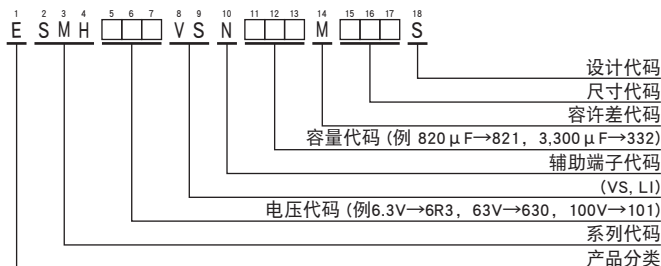 1 2 3 4 5 6 7 8 9 10 11 12 13 14 15 16 17 18
E S M H V S N M S
设计代码
尺寸代码
容许差代码
容量代码 (例 820μF→821，3,300μF→332)
辅助端子代码
(VS, LI)
电压代码 (例6.3V→6R3，63V→630，100V→101)
系列代码
产品分类